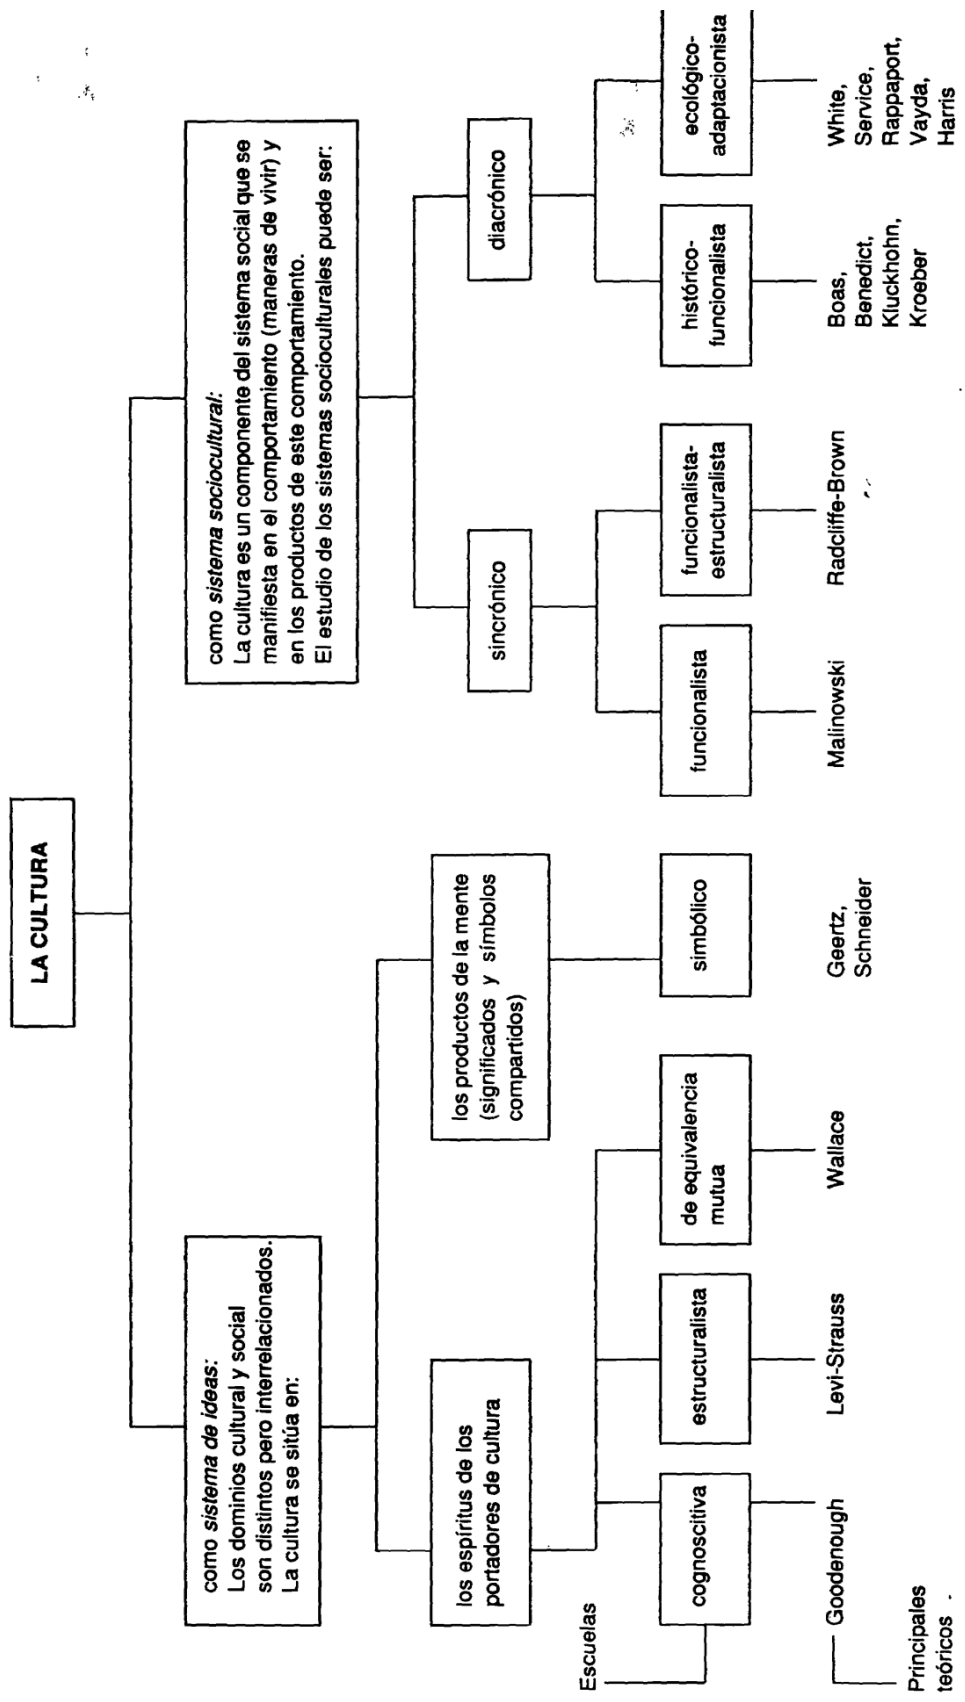 LA CULTURA
como sistema de ideas:
Los dominios cultural y social
son distintos pero interrelacionados.
La cultura se sitúa en:
como sistema sociocultural:
La cultura es un componente del sistema social que se
manifiesta en el comportamiento (maneras de vivir) y
en los productos de este comportamiento.
El estudio de los sistemas socioculturales puede ser:
los espíritus de los
portadores de cultura
los productos de la mente
(significados y símbolos
compartidos)
sincrónico
diacrónico
Escuelas
cognoscitiva
estructuralista
de equivalencia
mutua
simbólico
funcionalista
funcionalista-
estructuralista
histórico-
funcionalista
ecológico-
adaptacionista
Principales
teóricos
Goodenough
Levi-Strauss
Wallace
Geertz,
Schneider
Malinowski
Radcliffe-Brown
Boas,
Benedict,
Kluckhohn,
Kroeber
White,
Service,
Rappaport,
Vayda,
Harris